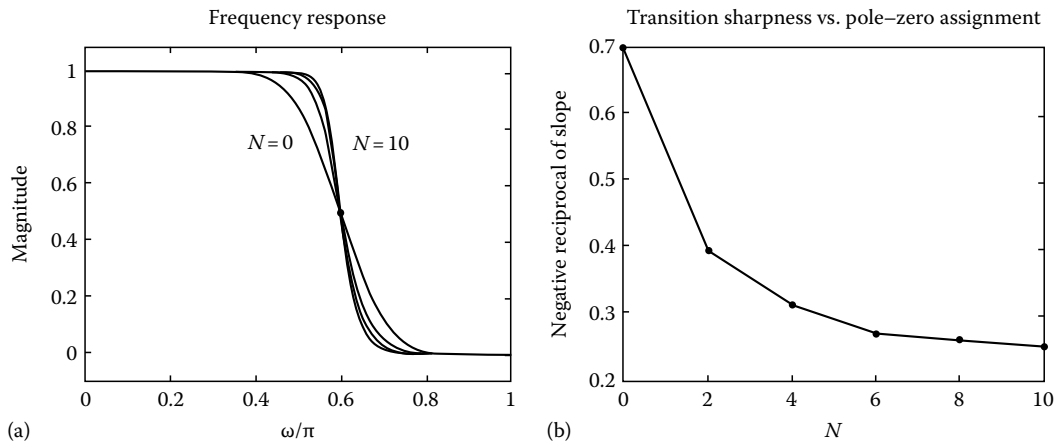 Frequency response
Magnitude
1
0.8
0.6
0.4
0.2
0
N = 0
N = 10
0 0.2 0.4 0.6 0.8 1
ω/π
(a)
Transition sharpness vs. pole–zero assignment
Negative reciprocal of slope
0.7
0.6
0.5
0.4
0.3
0.2
0 2 4 6 8 10
N
(b)